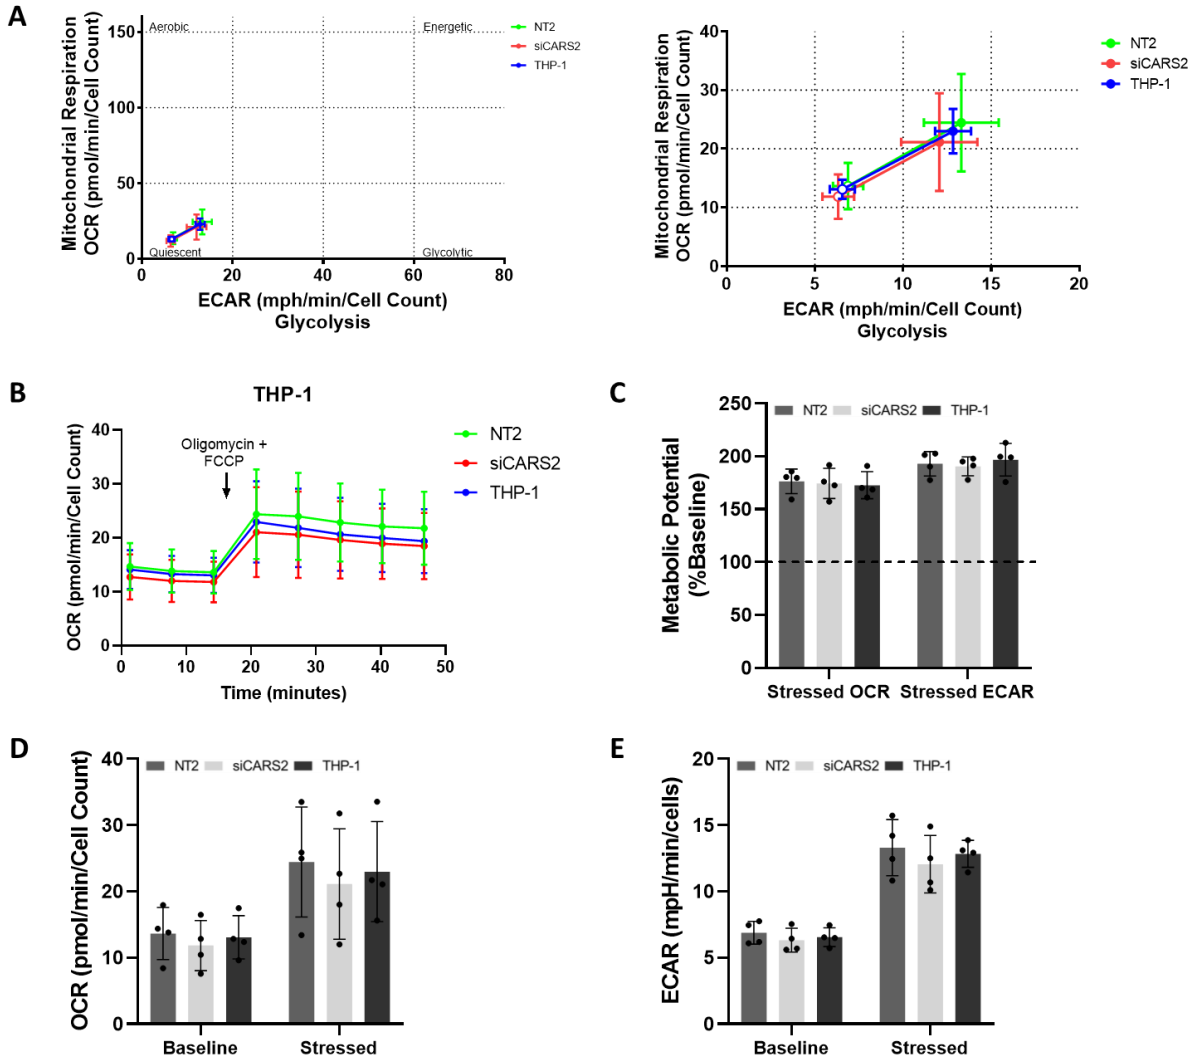 A
Mitochondrial Respiration
OCR (pmol/min/Cell Count)
150
100
50
0
Aerobic
Energetic
Quiescent
Glycolytic
0 20 40 60 80
ECAR (mph/min/Cell Count)
Glycolysis
NT2
siCARS2
THP-1
Mitochondrial Respiration
OCR (pmol/min/Cell Count)
40
30
20
10
0
0 5 10 15 20
ECAR (mph/min/Cell Count)
Glycolysis
NT2
siCARS2
THP-1
B
THP-1
OCR (pmol/min/Cell Count)
40
30
20
10
0
Oligomycin +
FCCP
0 10 20 30 40 50
Time (minutes)
NT2
siCARS2
THP-1
C
Metabolic Potential
(%Baseline)
250
200
150
100
50
0
NT2 siCARS2 THP-1
Stressed OCR Stressed ECAR
D
OCR (pmol/min/Cell Count)
40
30
20
10
0
NT2 siCARS2 THP-1
Baseline Stressed
E
ECAR (mpH/min/cells)
20
15
10
5
0
NT2 siCARS2 THP-1
Baseline Stressed